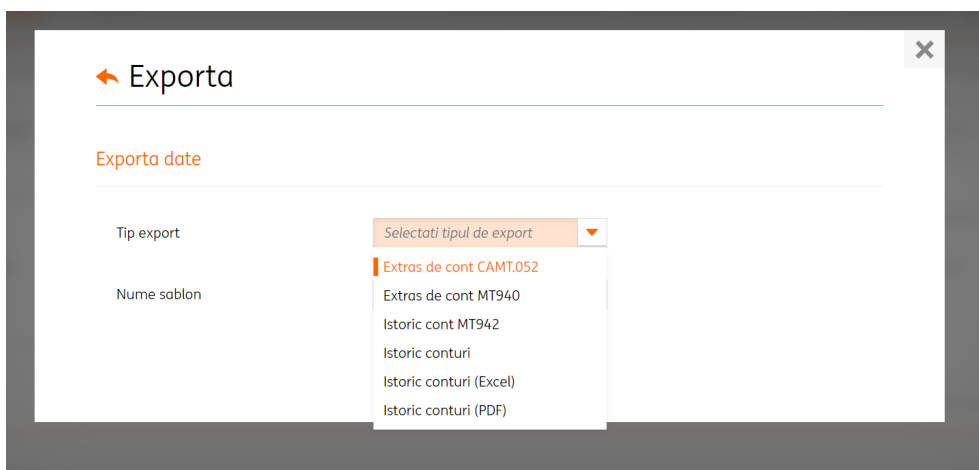 Exporta
Exporta date
Tip export
Selectati tipul de export
Extras de cont CAMT.052
Nume sablon
Extras de cont MT940
Istoric cont MT942
Istoric conturi
Istoric conturi (Excel)
Istoric conturi (PDF)